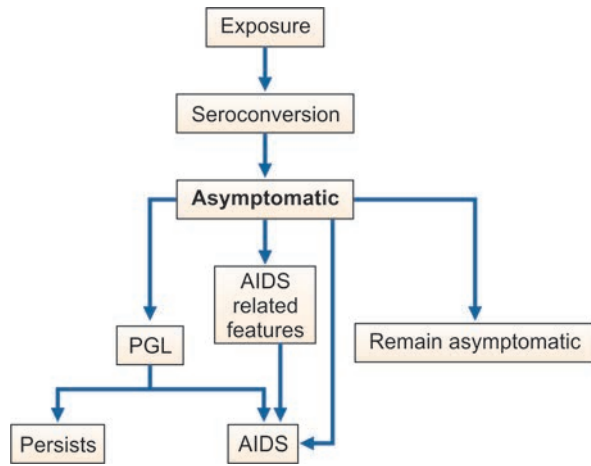 Exposure
Seroconversion
Asymptomatic
AIDS
related
features
PGL
Remain asymptomatic
Persists
AIDS